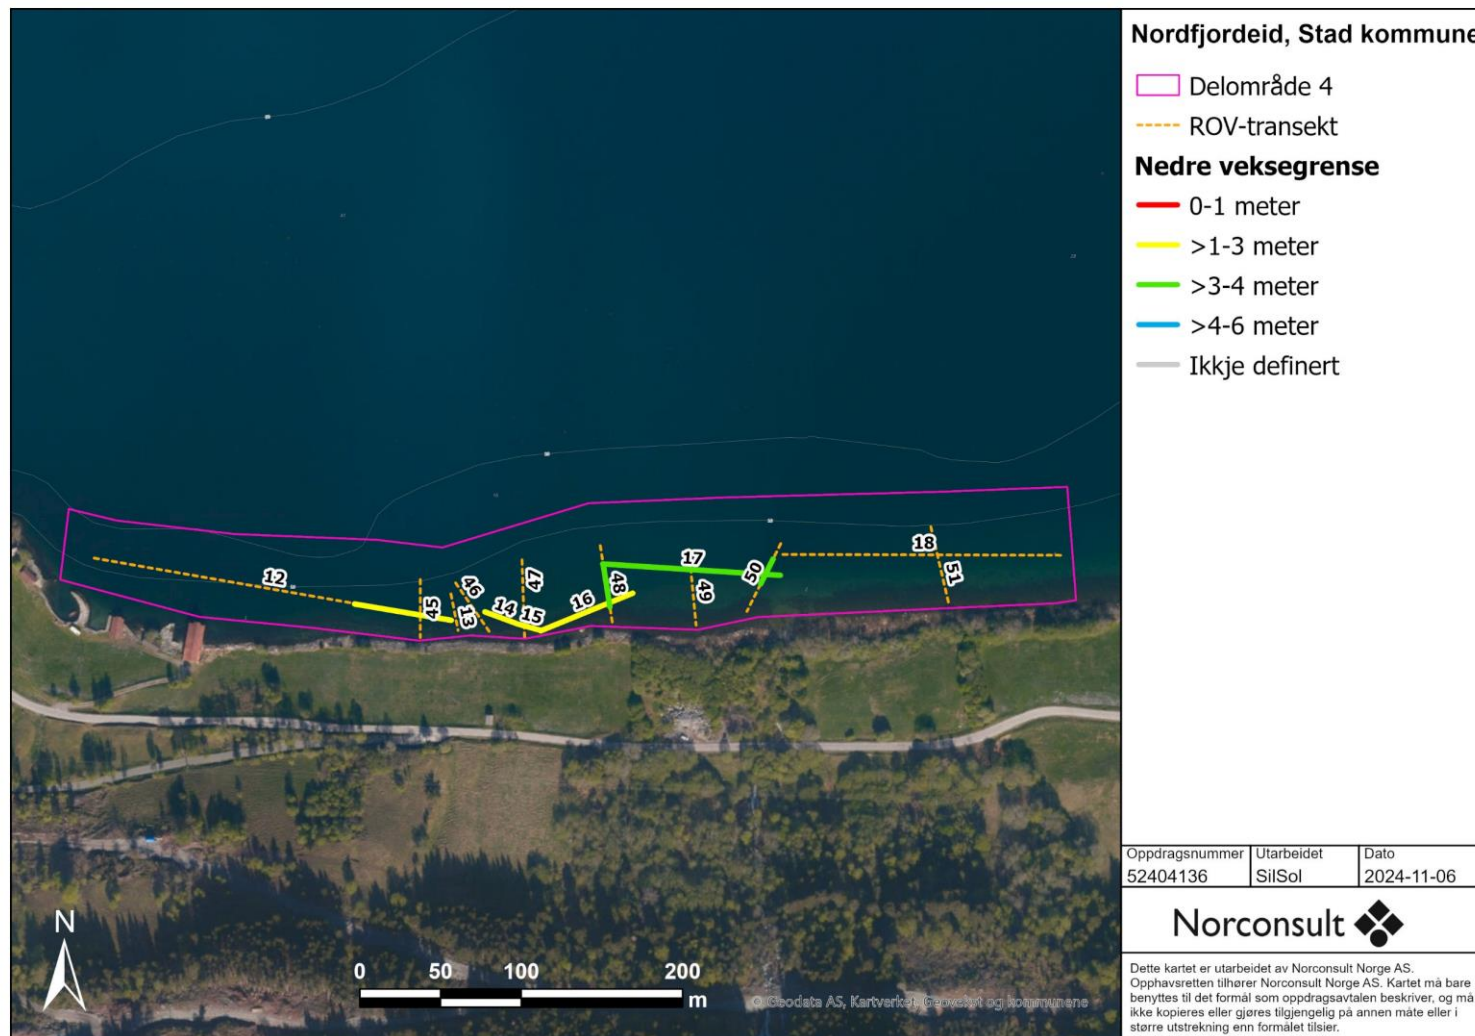 Nordfjordeid, Stad kommune
Delområde 4
ROV-transekt
Nedre veksegrense
0-1 meter
>1-3 meter
>3-4 meter
>4-6 meter
Ikkje definert
12
45
46
13
14
15
47
16
48
17
49
50
18
51
N
0 50 100 200
m
© Geodata AS, Kartverket, Geovekst og kommunene
Oppdragsnummer Utarbeidet Dato
52404136 SilSol 2024-11-06
Norconsult
Dette kartet er utarbeidet av Norconsult Norge AS.
Opphavsretten tilhører Norconsult Norge AS. Kartet må bare
benyttes til det formål som oppdragsavtalen beskriver, og må
ikke kopieres eller gjøres tilgjengelig på annen måte eller i
større utstrekning enn formålet tilsier.